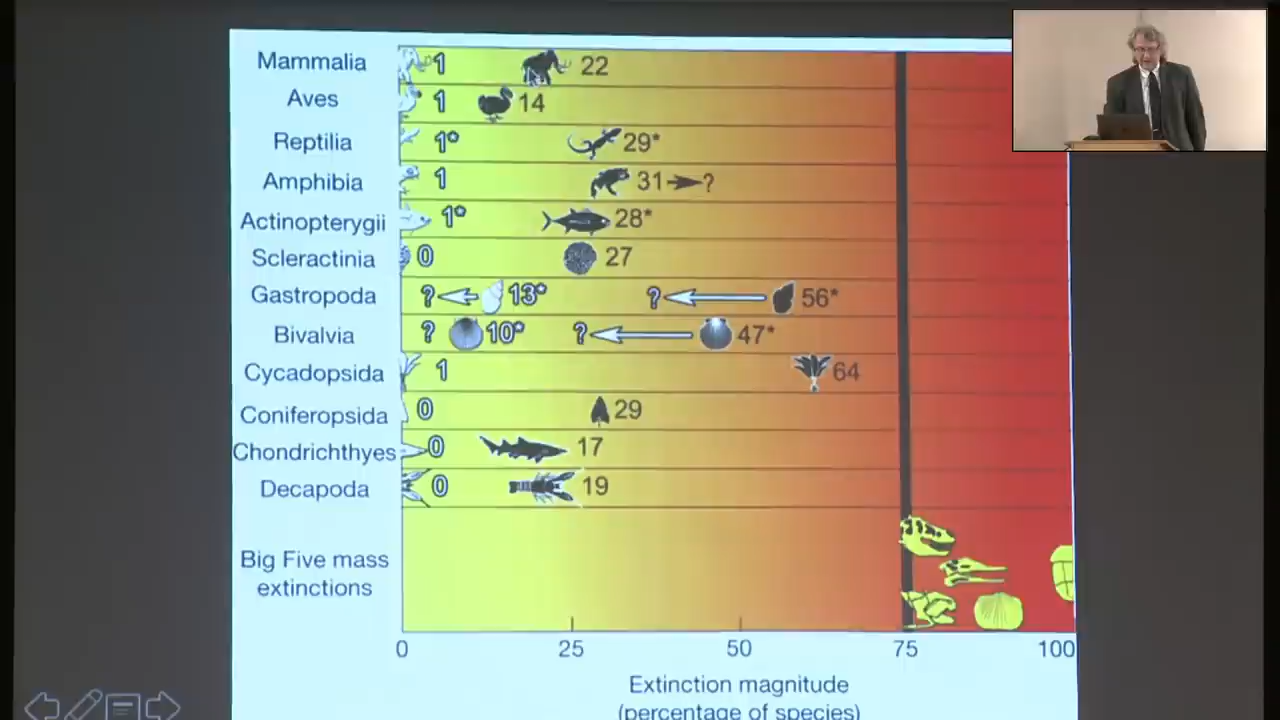 Mammalia 1 22
Aves 1 14
Reptilia 1* 29*
Amphibia 1 31 ?
Actinopterygii 1* 28*
Scleractinia 0 27
Gastropoda ? 13* ? 56*
Bivalvia ? 10* ? 47*
Cycadopsida 1 64
Coniferopsida 0 29
Chondrichthyes 0 17
Decapoda 0 19
Big Five mass
extinctions
0 25 50 75 100
Extinction magnitude
(percentage of species)